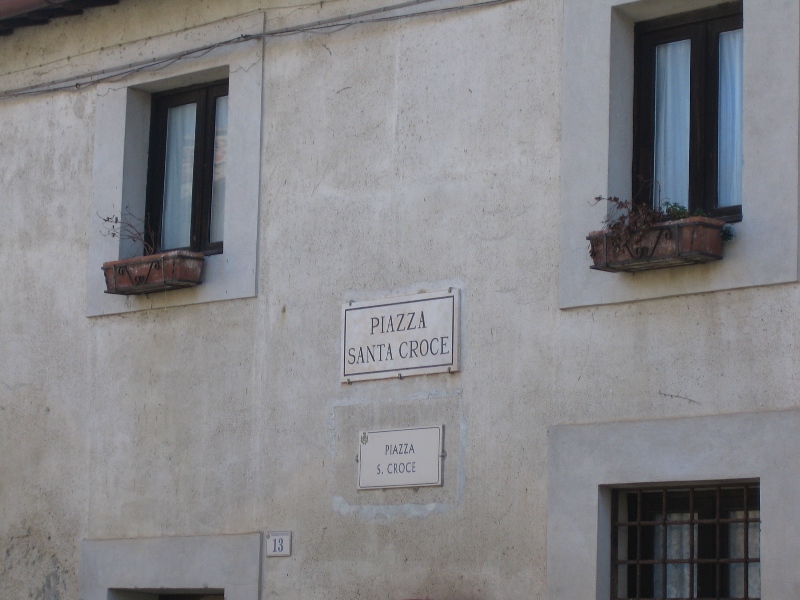 PIAZZA
SANTA CROCE
PIAZZA
S. CROCE
13